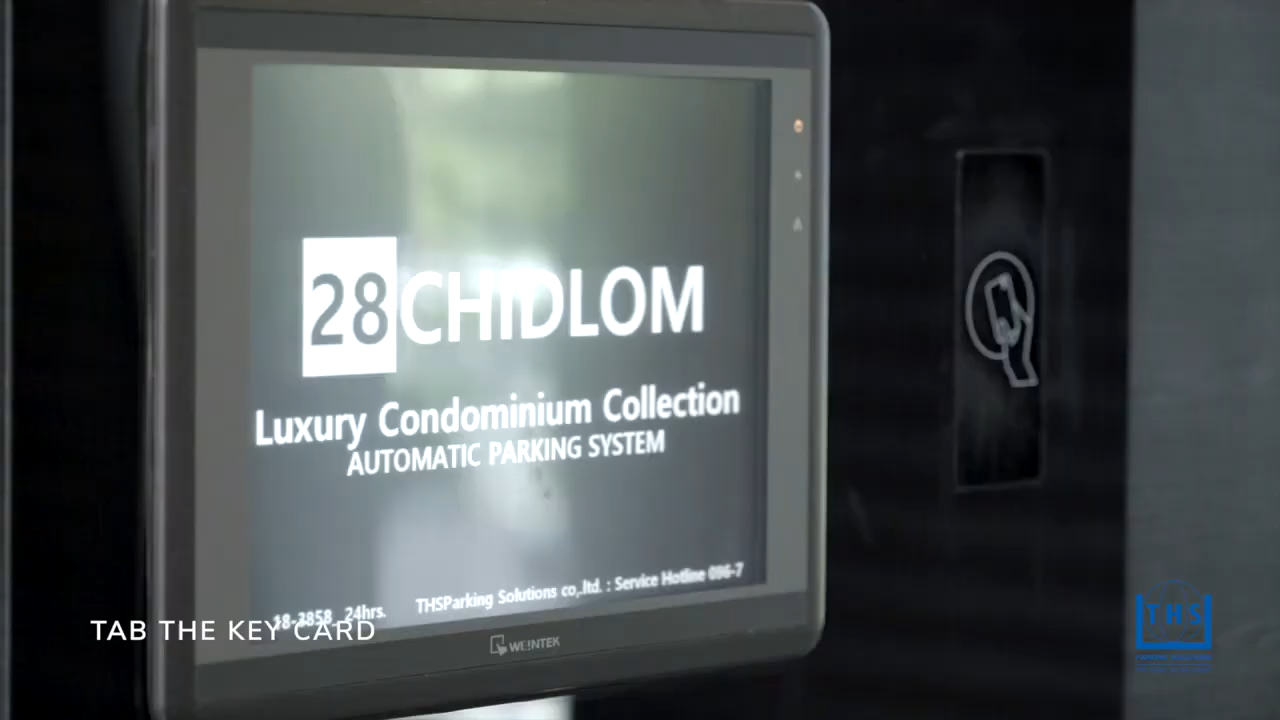 28CHIDLOM
Luxury Condominium Collection
AUTOMATIC PARKING SYSTEM
18-3858 24hrs. THSParking Solutions co,.ltd. : Service Hotline 096-7
TAB THE KEY CARD
WEINTEK
THS